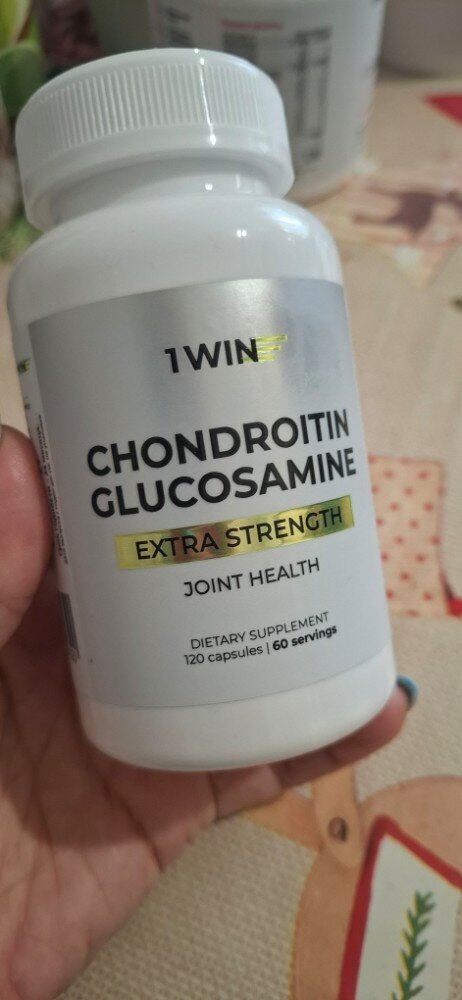 1WIN
CHONDROITIN
GLUCOSAMINE
EXTRA STRENGTH
JOINT HEALTH
DIETARY SUPPLEMENT
120 capsules | 60 servings